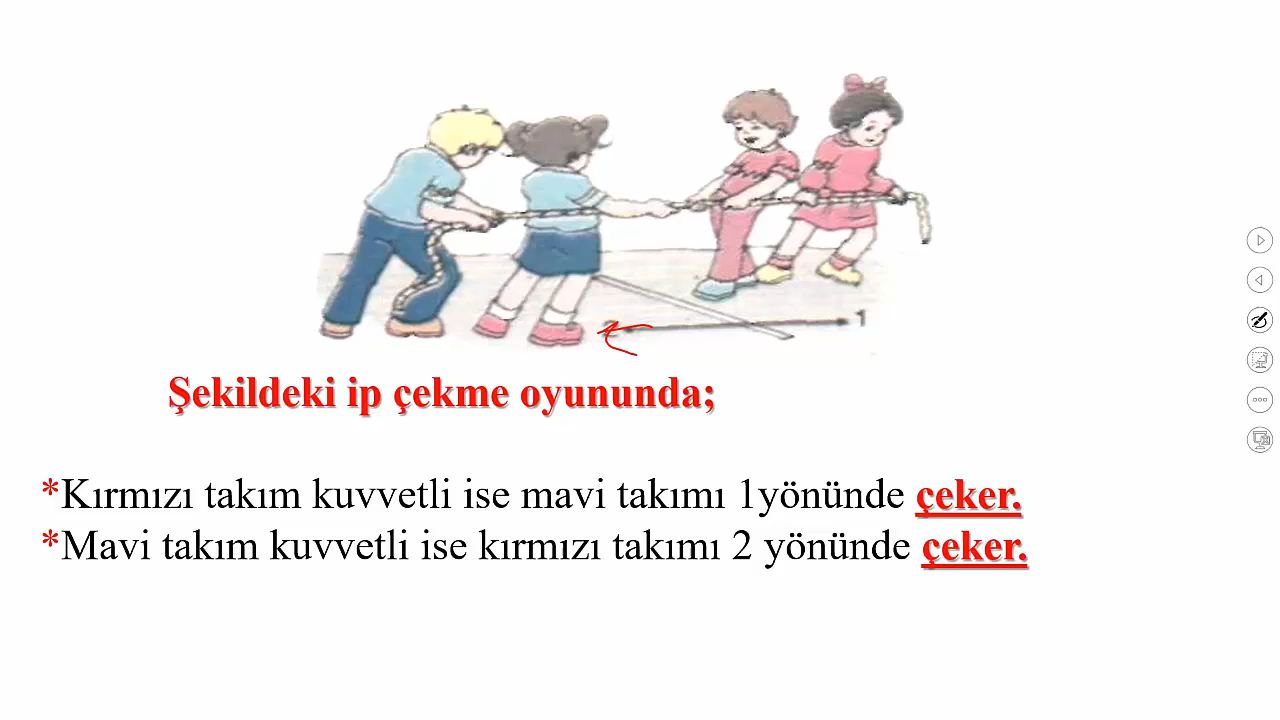 2 1
Şekildeki ip çekme oyununda;
*Kırmızı takım kuvvetli ise mavi takımı 1yönünde çeker.
*Mavi takım kuvvetli ise kırmızı takımı 2 yönünde çeker.